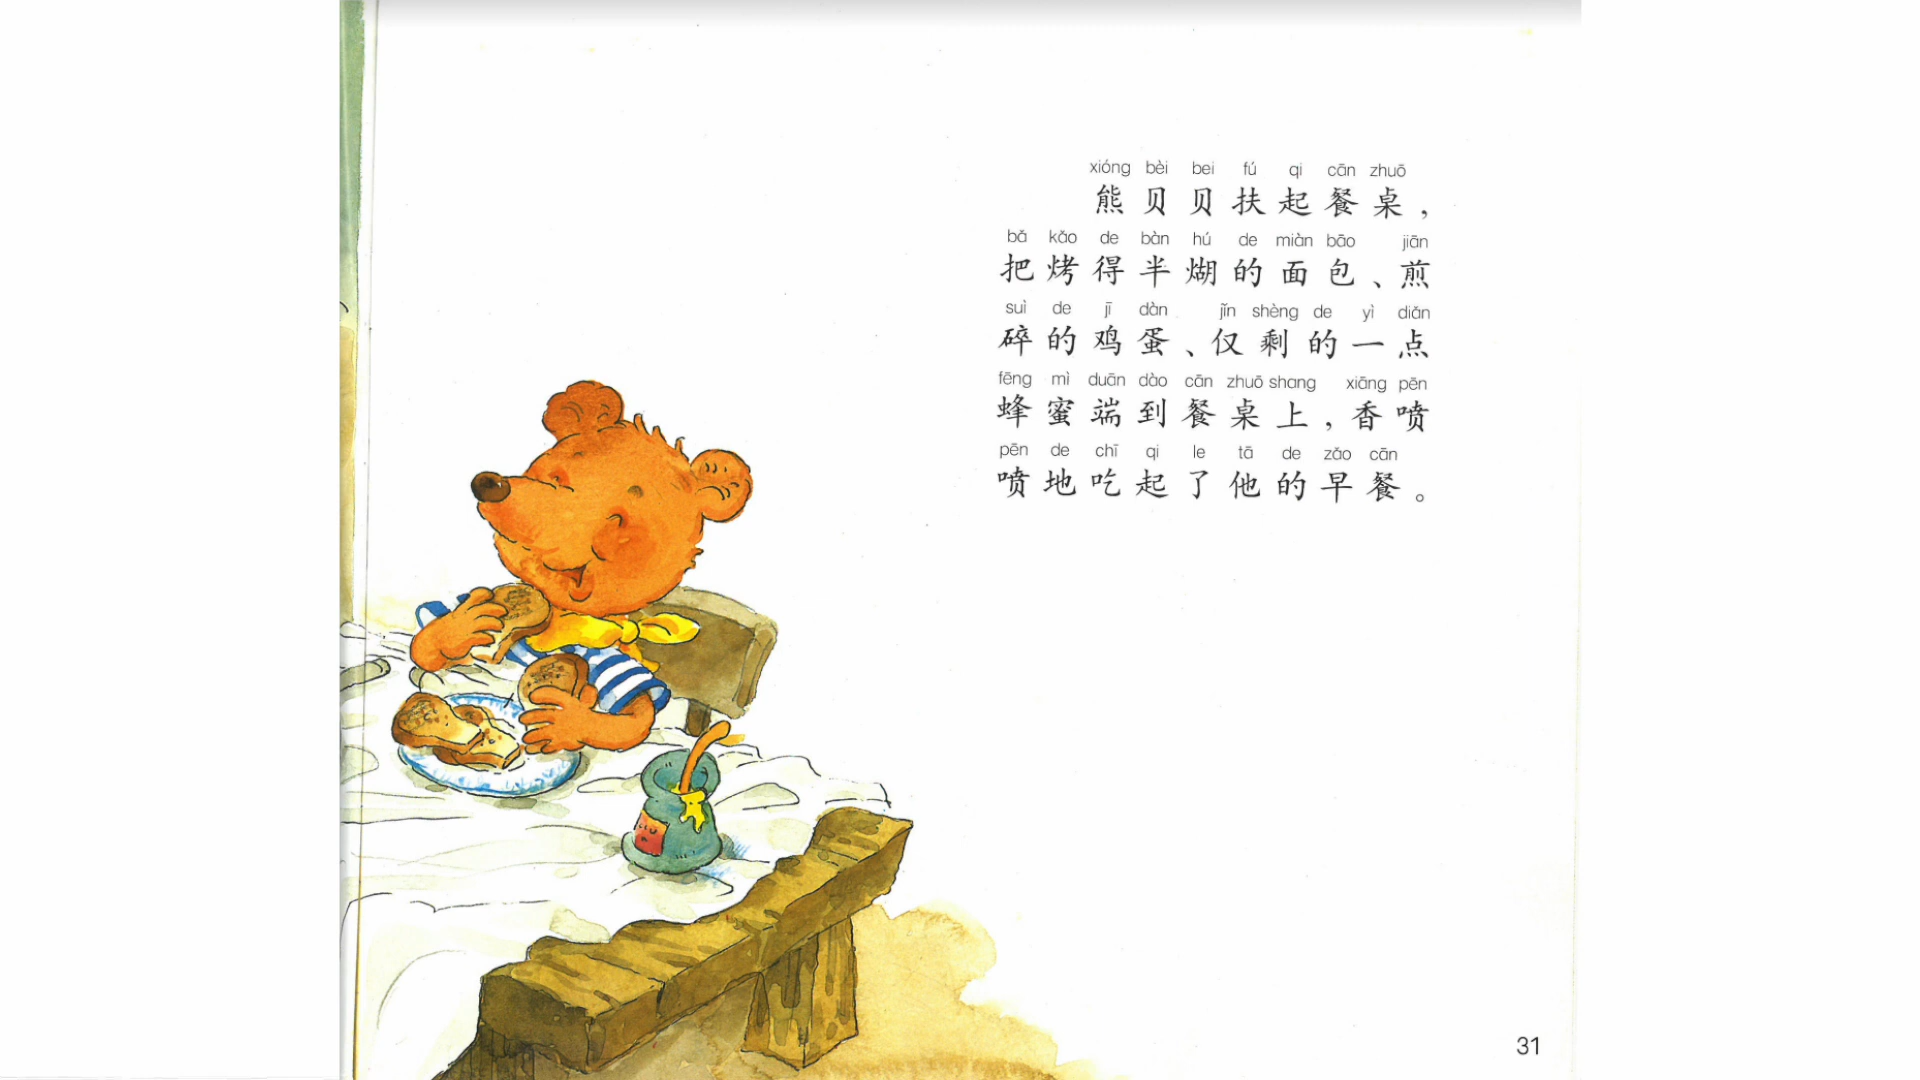 xióng bèi bei fú qi cān zhuō
熊贝贝扶起餐桌，
bǎ kǎo de bàn hú de miàn bāo jiān
把烤得半煳的面包、煎
suì de jī dàn jǐn shèng de yì diǎn
碎的鸡蛋、仅剩的一点
fēng mì duān dào cān zhuō shang xiāng pēn
蜂蜜端到餐桌上，香喷
pēn de chī qi le tā de zǎo cān
喷地吃起了他的早餐。
31